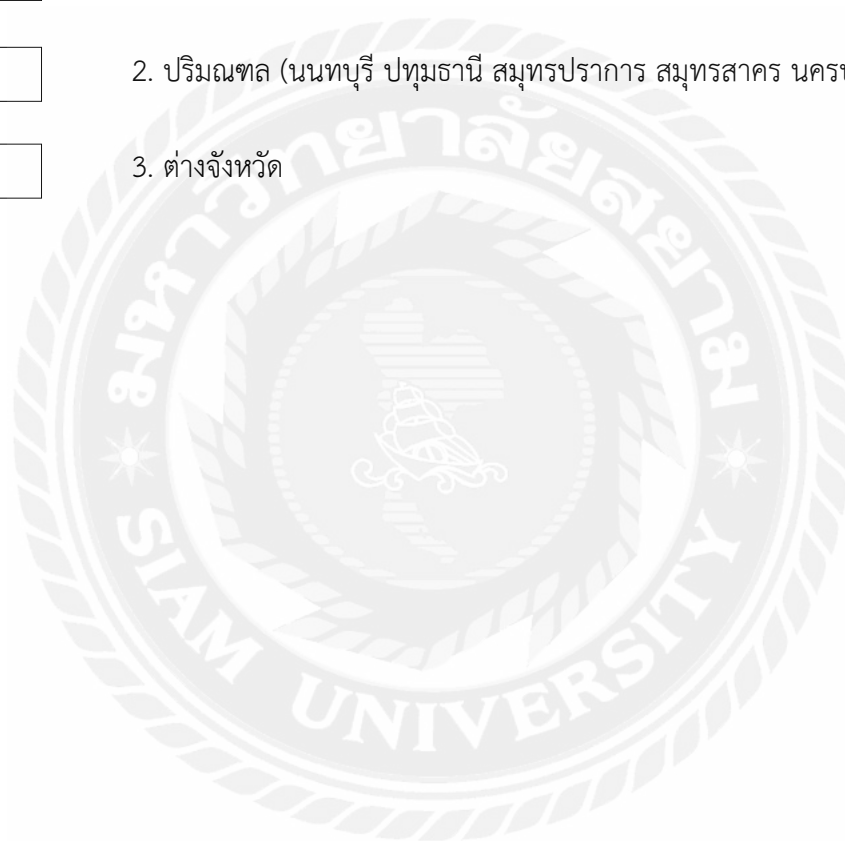 2. ปริมณฑล (นนทบุรี ปทุมธานี สมุทรปราการ สมุทรสาคร
3. ต่างจังหวัด
มหาวิทยาลัยสยาม
SIAM UNIVERSITY